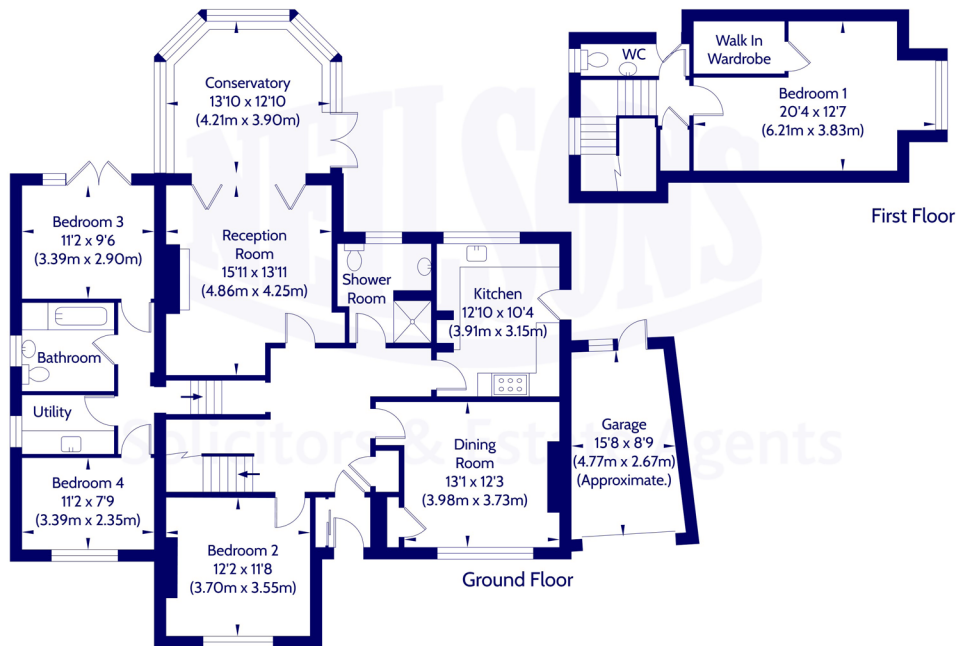 Conservatory
13'10 x 12'10
(4.21m x 3.90m)
WC
Walk In
Wardrobe
Bedroom 1
20'4 x 12'7
(6.21m x 3.83m)
First Floor
Bedroom 3
11'2 x 9'6
(3.39m x 2.90m)
Reception
Room
15'11 x 13'11
(4.86m x 4.25m)
Shower
Room
Kitchen
12'10 x 10'4
(3.91m x 3.15m)
Bathroom
Utility
Bedroom 4
11'2 x 7'9
(3.39m x 2.35m)
Dining
Room
13'1 x 12'3
(3.98m x 3.73m)
Garage
15'8 x 8'9
(4.77m x 2.67m)
(Approximate.)
Bedroom 2
12'2 x 11'8
(3.70m x 3.55m)
Ground Floor
NEILSONS
Solicitors & Estate Agents